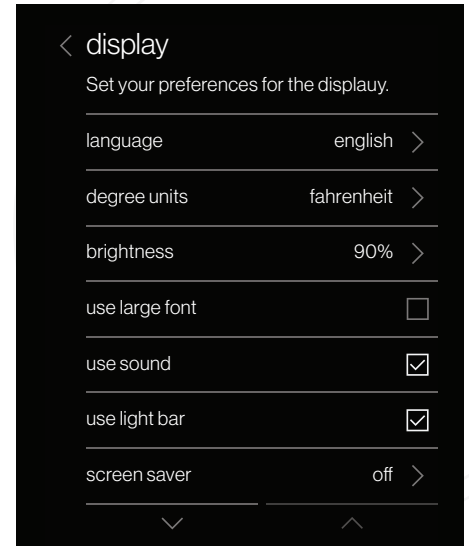 display
Set your preferences for the displauy.
language english
degree units fahrenheit
brightness 90%
use large font
use sound
use light bar
screen saver off